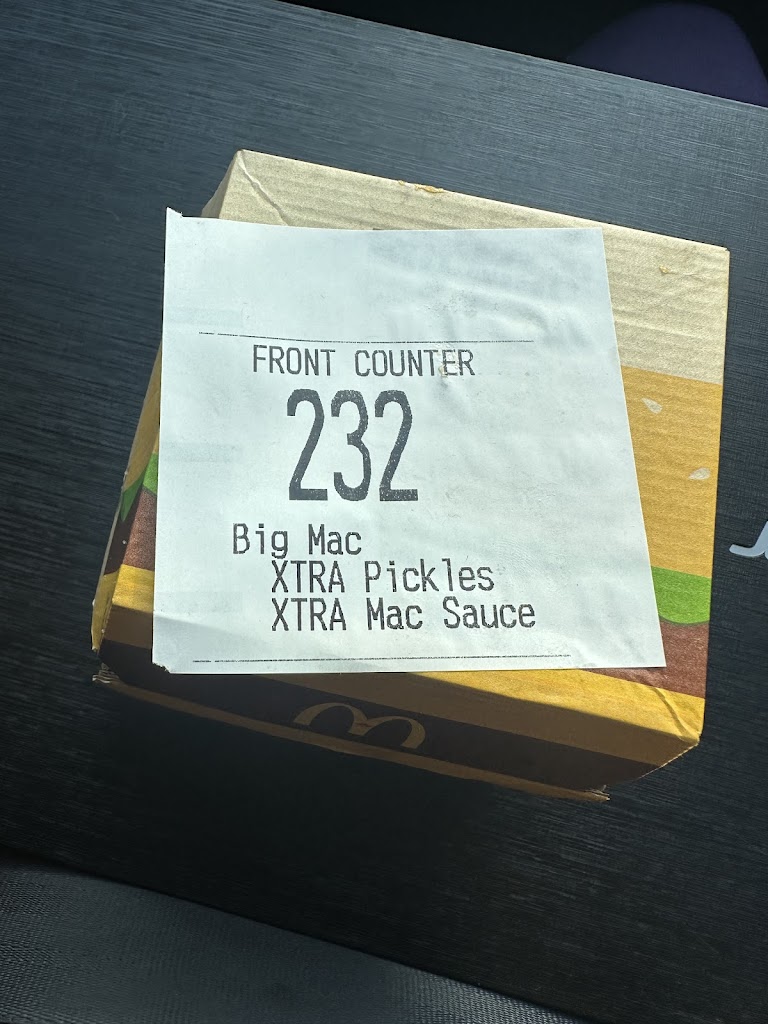 FRONT COUNTER
232
Big Mac
XTRA Pickles
XTRA Mac Sauce